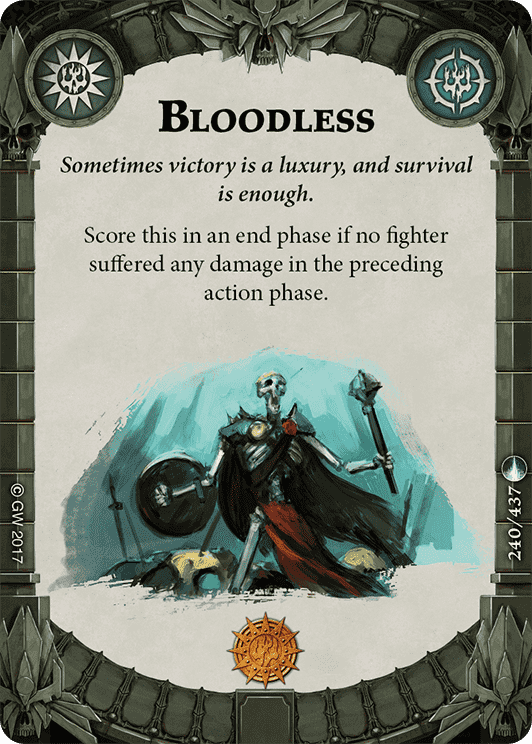 BLOODLESS
Sometimes victory is a luxury, and survival
is enough.
Score this in an end phase if no fighter
suffered any damage in the preceding
action phase.
© GW 2017
240/437